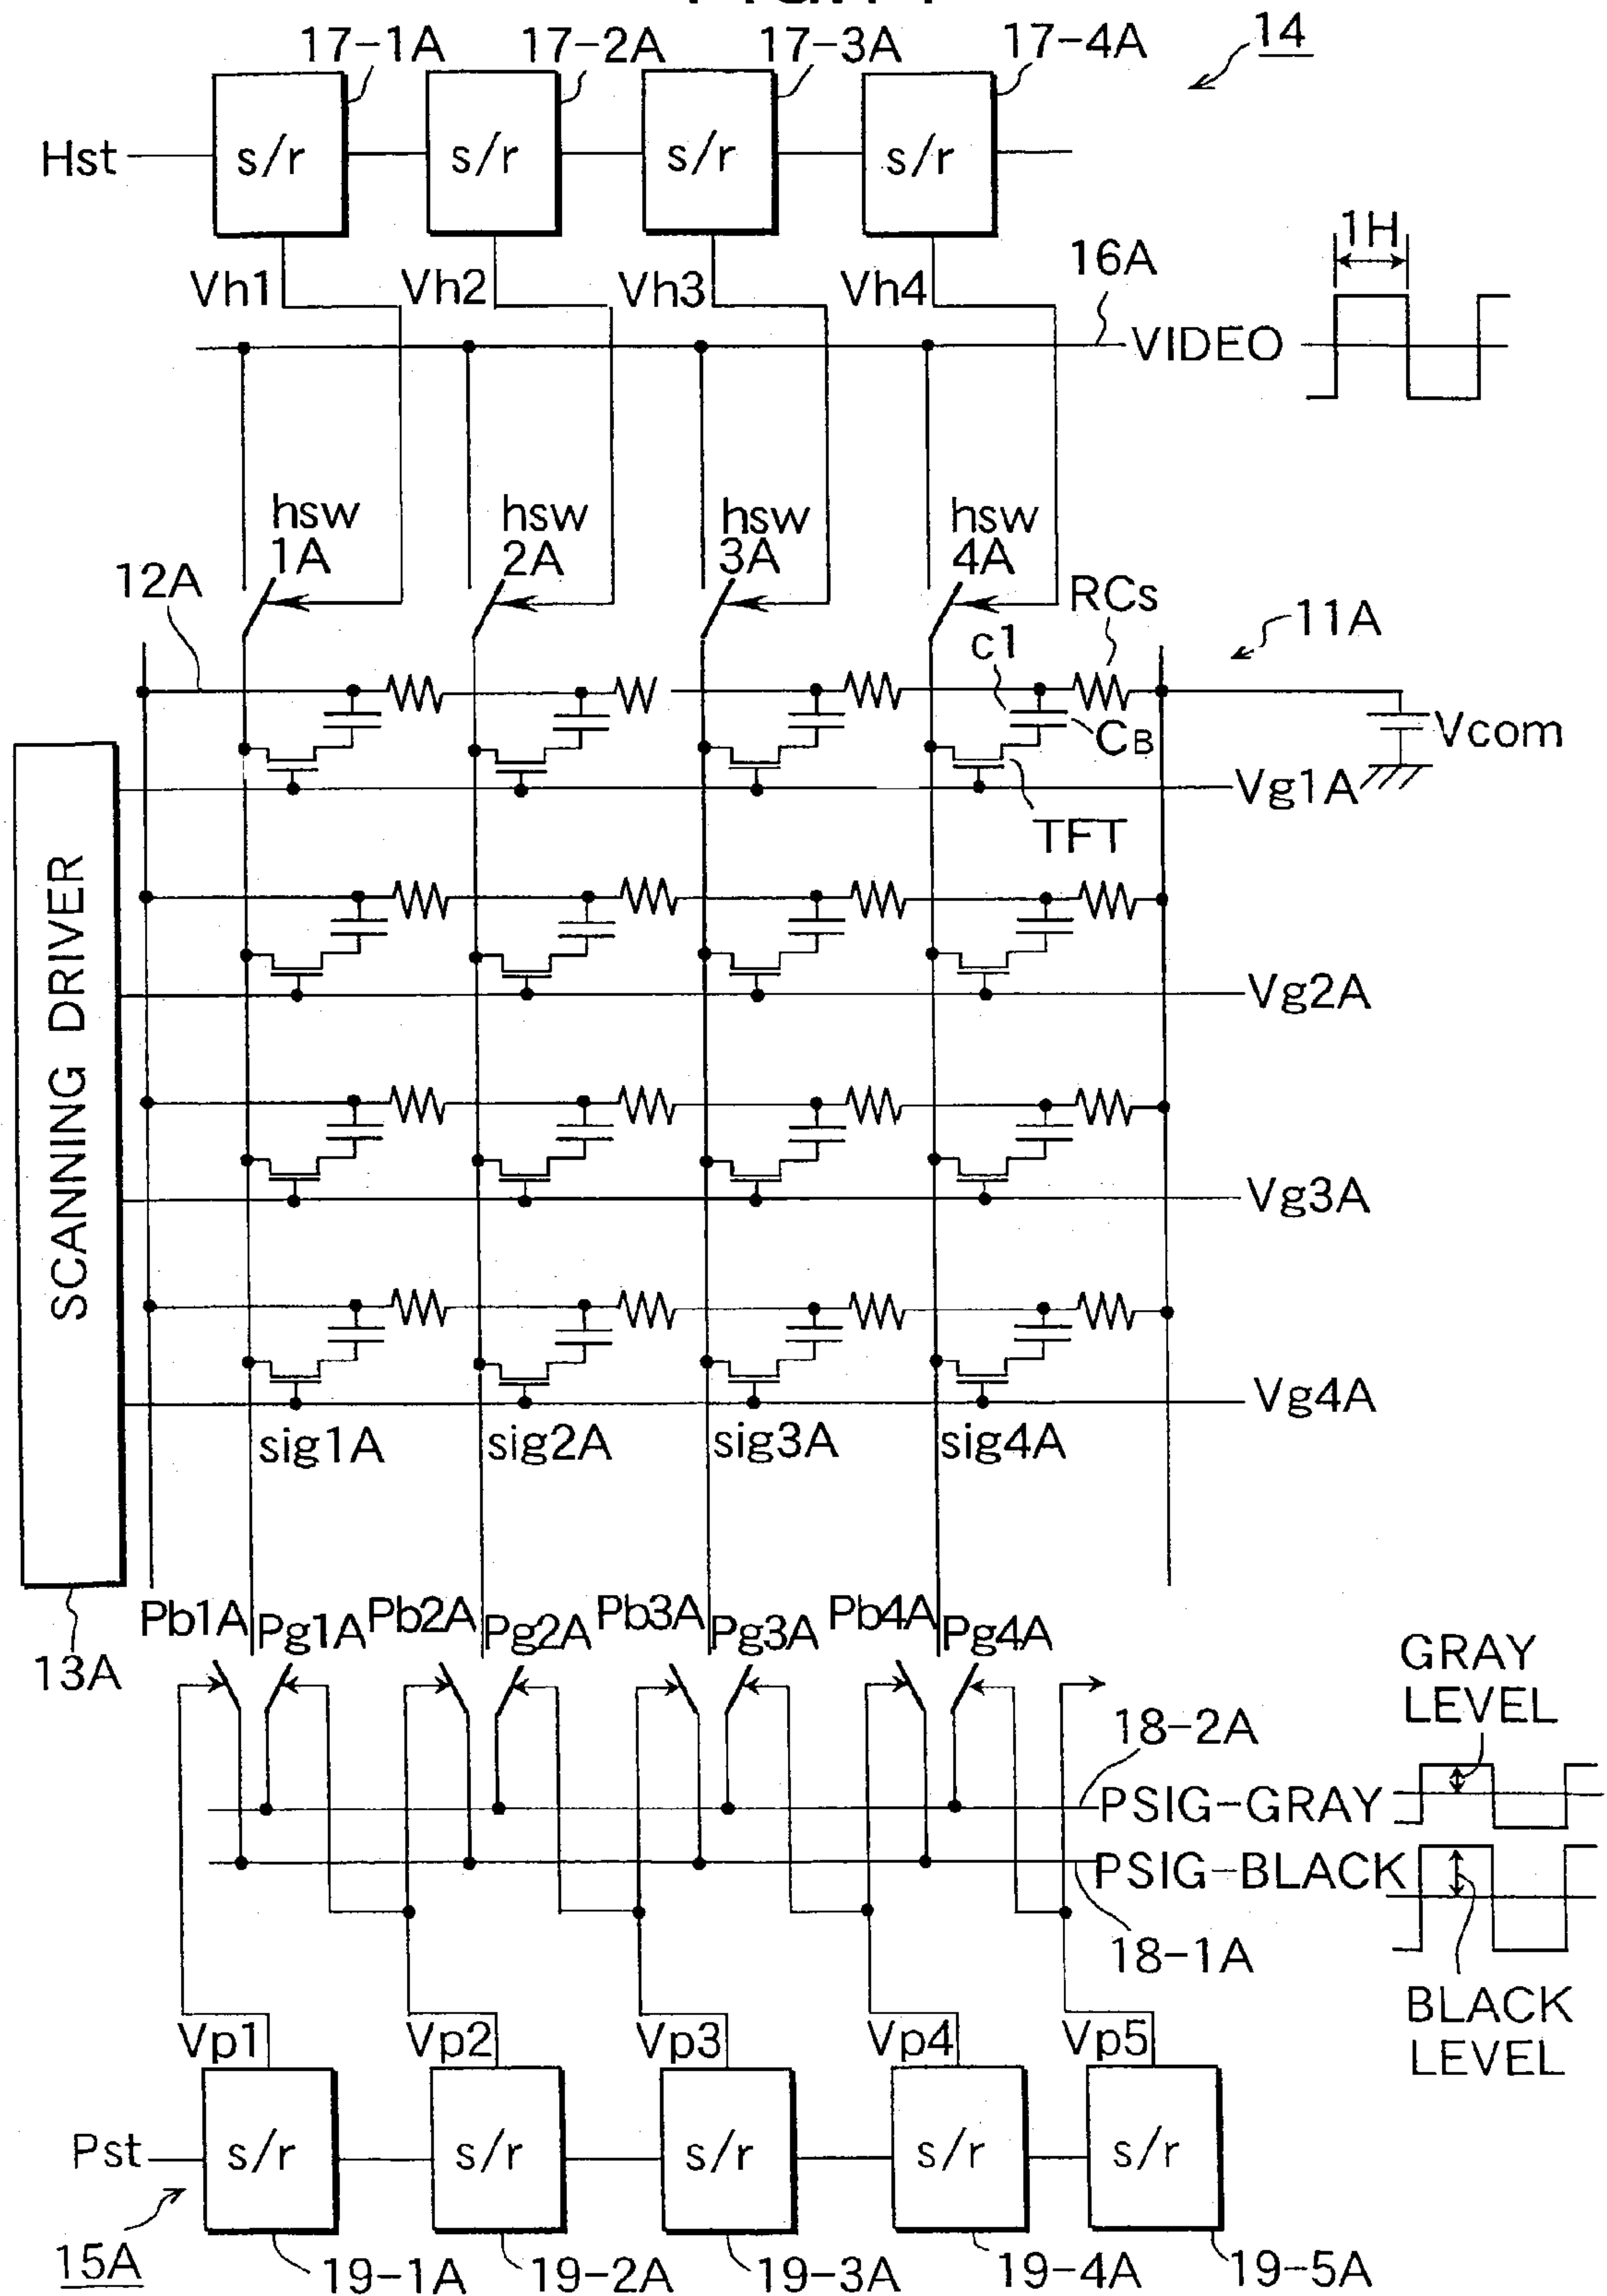 17-1A 17-2A 17-3A 17-4A 14
Hst s/r s/r s/r s/r
1H
Vh1 Vh2 Vh3 Vh4 16A
VIDEO
hsw hsw hsw hsw
1A 2A 3A 4A
12A RCs
c1 11A
CB Vcom
Vg1A
TFT
SCANNING DRIVER
Vg2A
Vg3A
Vg4A
sig1A sig2A sig3A sig4A
Pb1A Pg1A Pb2A Pg2A Pb3A Pg3A Pb4A Pg4A
13A
GRAY
LEVEL
18-2A
PSIG-GRAY
PSIG-BLACK
18-1A
BLACK
LEVEL
Vp1 Vp2 Vp3 Vp4 Vp5
Pst s/r s/r s/r s/r s/r
15A 19-1A 19-2A 19-3A 19-4A 19-5A